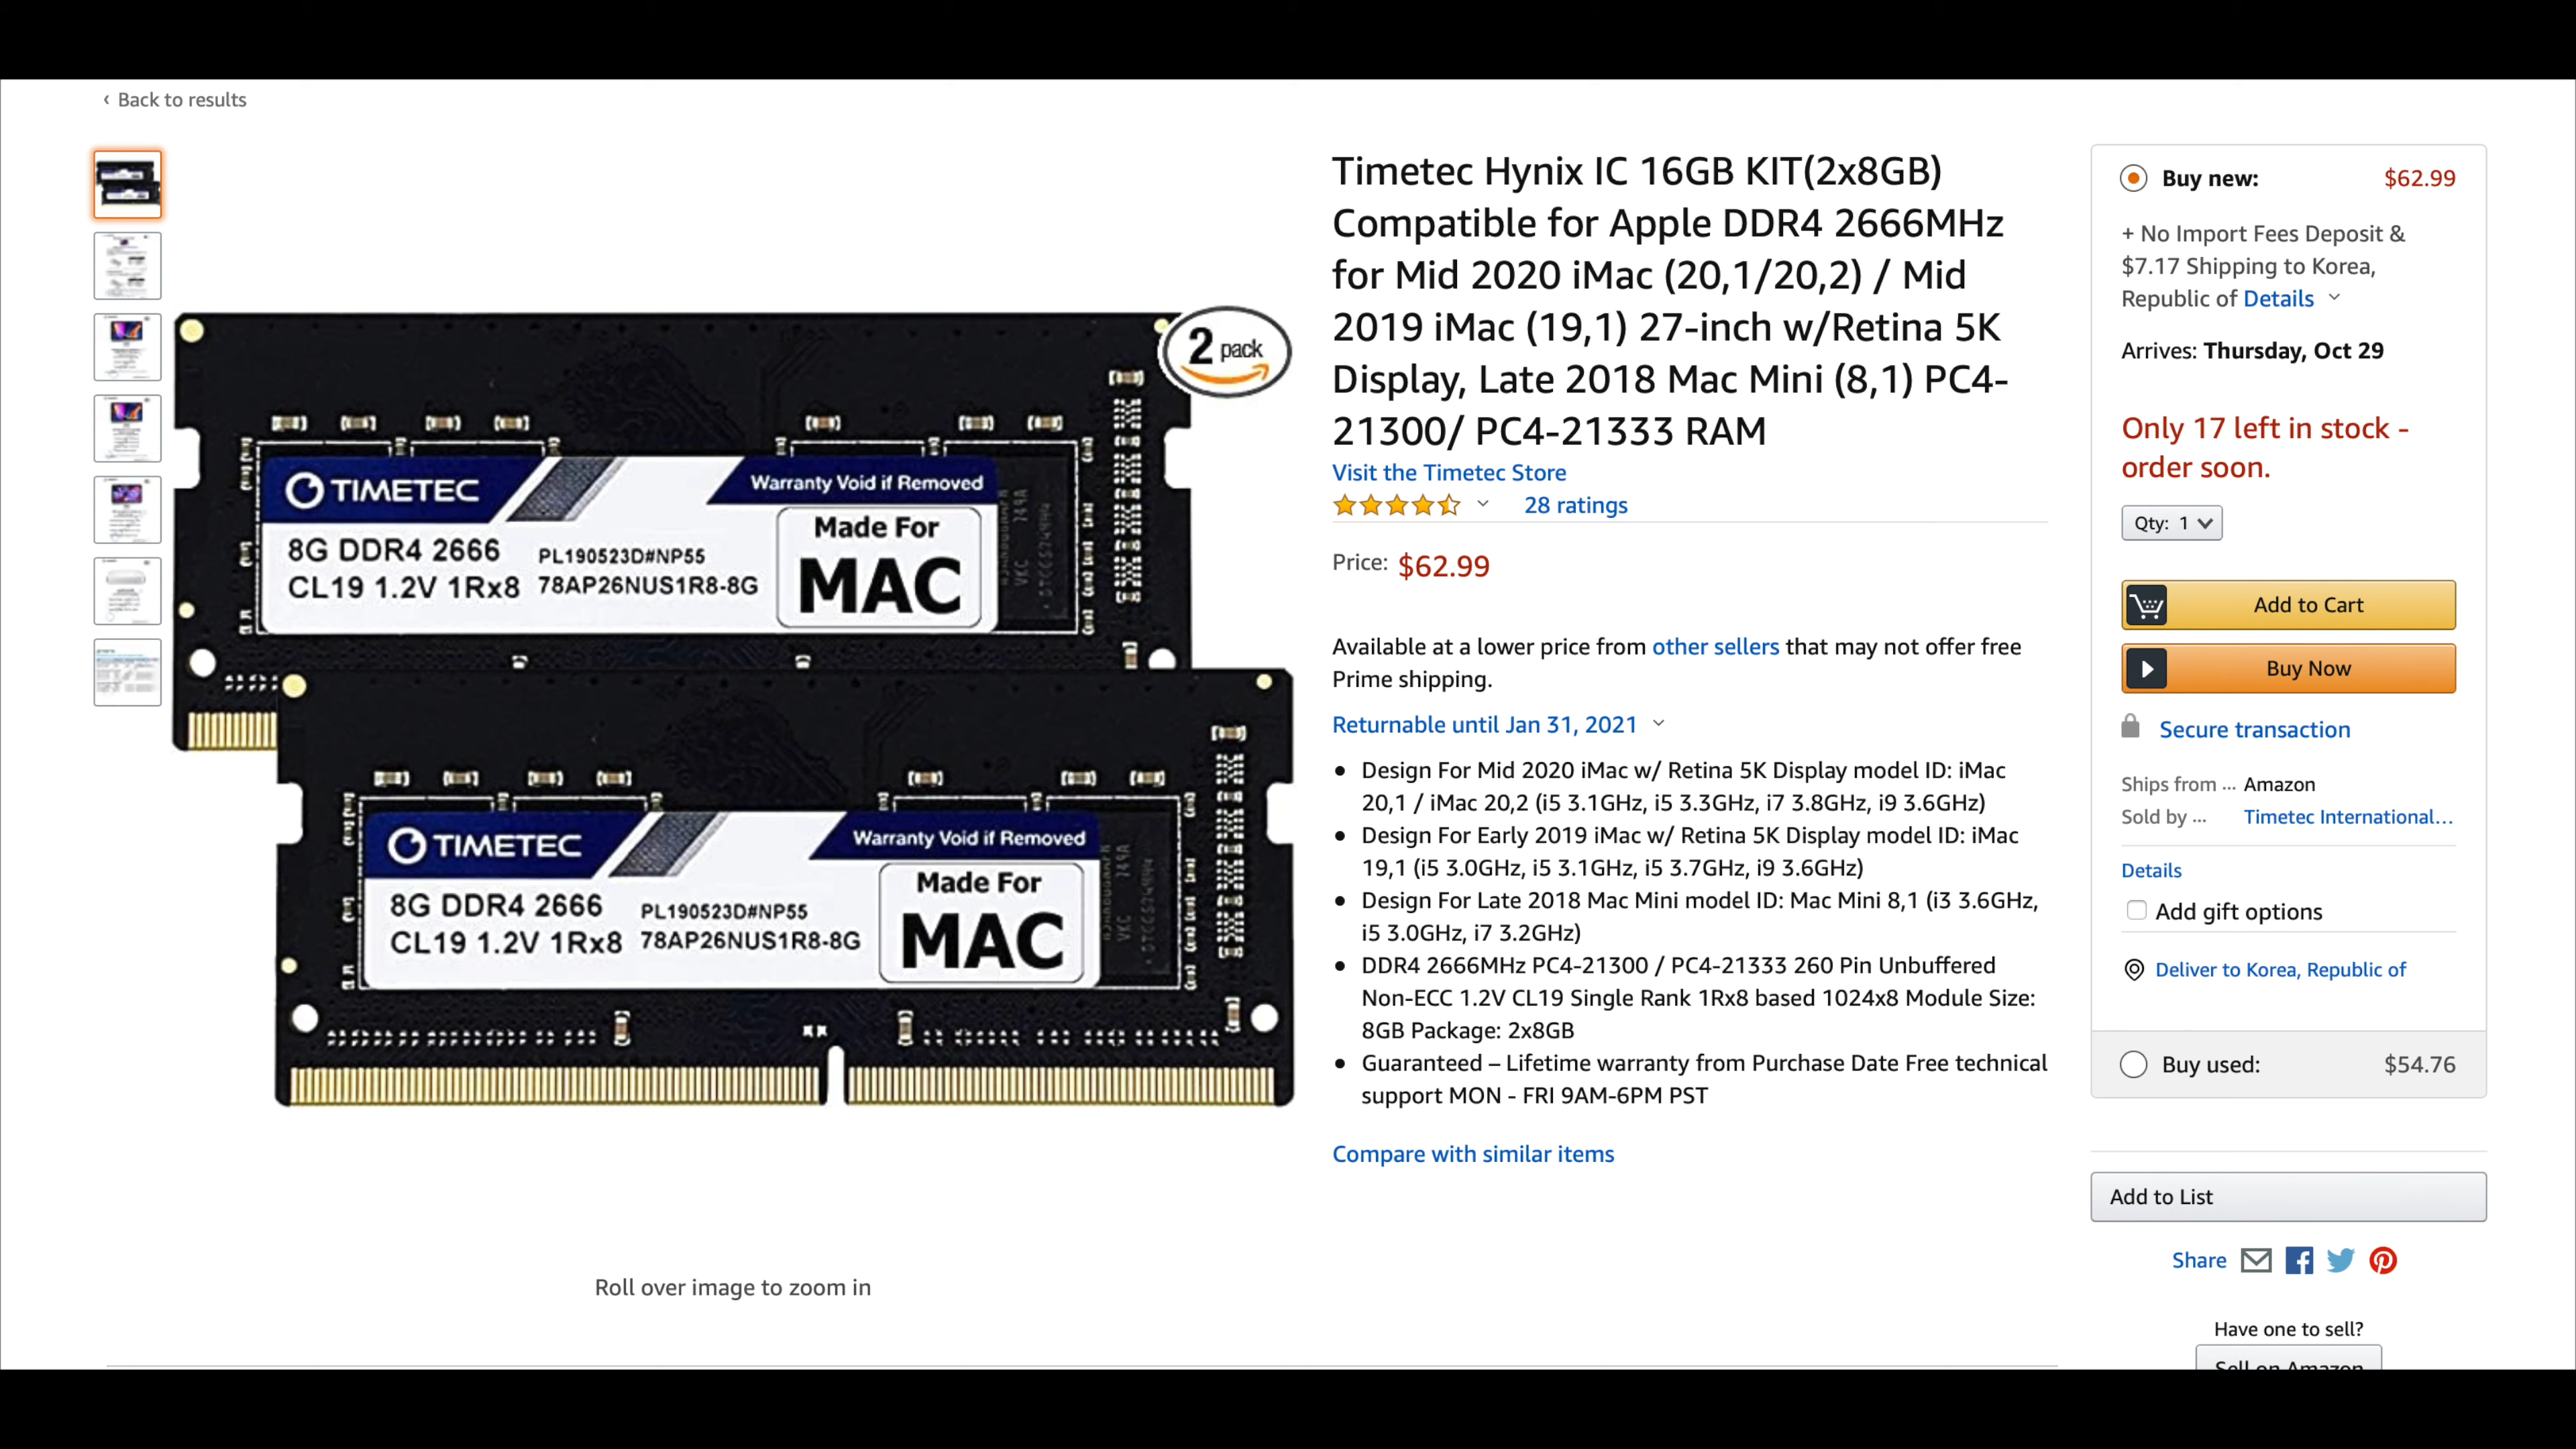 ‹ Back to results
2 pack
TIMETEC
Warranty Void if Removed
8G DDR4 2666
PL190523D#NP55
CL19 1.2V 1Rx8
78AP26NUS1R8-8G
Made For
MAC
TIMETEC
Warranty Void if Removed
8G DDR4 2666
PL190523D#NP55
CL19 1.2V 1Rx8
78AP26NUS1R8-8G
Made For
MAC
Roll over image to zoom in
Timetec Hynix IC 16GB KIT(2x8GB)
Compatible for Apple DDR4 2666MHz
for Mid 2020 iMac (20,1/20,2) / Mid
2019 iMac (19,1) 27-inch w/Retina 5K
Display, Late 2018 Mac Mini (8,1) PC4-
21300/ PC4-21333 RAM
Visit the Timetec Store
28 ratings
Price: $62.99
Available at a lower price from other sellers that may not offer free
Prime shipping.
Returnable until Jan 31, 2021
• Design For Mid 2020 iMac w/ Retina 5K Display model ID: iMac
20,1 / iMac 20,2 (i5 3.1GHz, i5 3.3GHz, i7 3.8GHz, i9 3.6GHz)
• Design For Early 2019 iMac w/ Retina 5K Display model ID: iMac
19,1 (i5 3.0GHz, i5 3.1GHz, i5 3.7GHz, i9 3.6GHz)
• Design For Late 2018 Mac Mini model ID: Mac Mini 8,1 (i3 3.6GHz,
i5 3.0GHz, i7 3.2GHz)
• DDR4 2666MHz PC4-21300 / PC4-21333 260 Pin Unbuffered
Non-ECC 1.2V CL19 Single Rank 1Rx8 based 1024x8 Module Size:
8GB Package: 2x8GB
• Guaranteed – Lifetime warranty from Purchase Date Free technical
support MON - FRI 9AM-6PM PST
Compare with similar items
Buy new: $62.99
+ No Import Fees Deposit &
$7.17 Shipping to Korea,
Republic of Details
Arrives: Thursday, Oct 29
Only 17 left in stock -
order soon.
Qty: 1
Add to Cart
Buy Now
Secure transaction
Ships from ... Amazon
Sold by ... Timetec International...
Details
Add gift options
Deliver to Korea, Republic of
Buy used: $54.76
Add to List
Share
Have one to sell?
Sell on Amazon